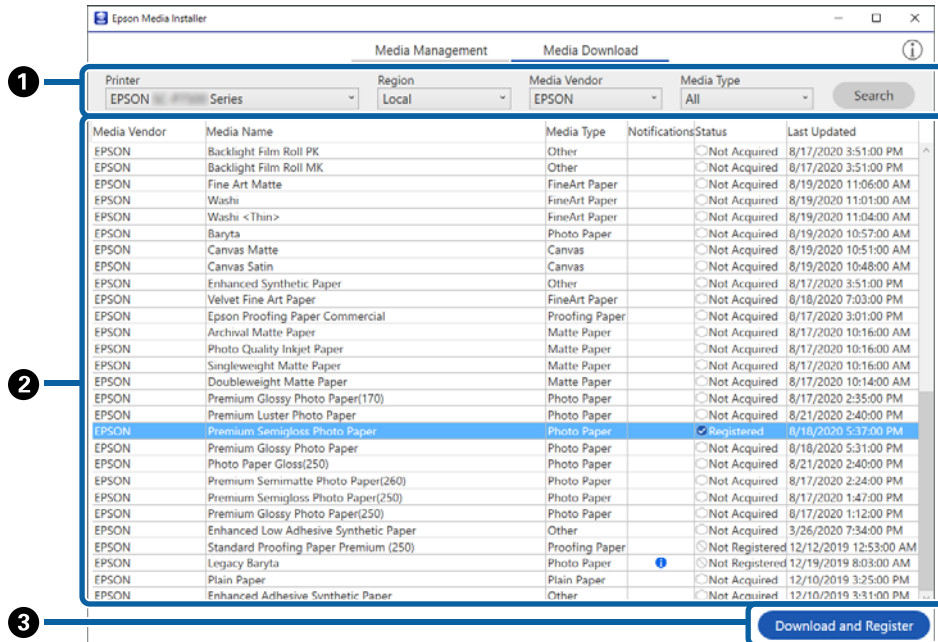 Epson Media Installer
Media Management Media Download
1
Printer Region Media Vendor Media Type
EPSON Series Local EPSON All Search
Media Vendor Media Name Media Type Notifications Status Last Updated
EPSON Backlight Film Roll PK Other Not Acquired 8/17/2020 3:51:00 PM
EPSON Backlight Film Roll MK Other Not Acquired 8/17/2020 3:51:00 PM
EPSON Fine Art Matte FineArt Paper Not Acquired 8/19/2020 11:06:00 AM
EPSON Washi FineArt Paper Not Acquired 8/19/2020 11:01:00 AM
EPSON Washi <Thin> FineArt Paper Not Acquired 8/19/2020 11:04:00 AM
EPSON Baryta Photo Paper Not Acquired 8/19/2020 10:57:00 AM
EPSON Canvas Matte Canvas Not Acquired 8/19/2020 10:51:00 AM
EPSON Canvas Satin Canvas Not Acquired 8/19/2020 10:48:00 AM
EPSON Enhanced Synthetic Paper Other Not Acquired 8/17/2020 3:51:00 PM
EPSON Velvet Fine Art Paper FineArt Paper Not Acquired 8/18/2020 7:03:00 PM
EPSON Epson Proofing Paper Commercial Proofing Paper Not Acquired 8/17/2020 3:01:00 PM
EPSON Archival Matte Paper Matte Paper Not Acquired 8/17/2020 10:16:00 AM
EPSON Photo Quality Inkjet Paper Matte Paper Not Acquired 8/17/2020 10:16:00 AM
EPSON Singleweight Matte Paper Matte Paper Not Acquired 8/17/2020 10:16:00 AM
2
EPSON Doubleweight Matte Paper Matte Paper Not Acquired 8/17/2020 10:14:00 AM
EPSON Premium Glossy Photo Paper(170) Photo Paper Not Acquired 8/17/2020 2:35:00 PM
EPSON Premium Luster Photo Paper Photo Paper Not Acquired 8/21/2020 2:40:00 PM
EPSON Premium Semigloss Photo Paper Photo Paper Registered 8/18/2020 5:37:00 PM
EPSON Premium Glossy Photo Paper Photo Paper Not Acquired 8/18/2020 5:31:00 PM
EPSON Photo Paper Gloss(250) Photo Paper Not Acquired 8/21/2020 2:40:00 PM
EPSON Premium Semimatte Photo Paper(260) Photo Paper Not Acquired 8/17/2020 2:24:00 PM
EPSON Premium Semigloss Photo Paper(250) Photo Paper Not Acquired 8/17/2020 1:47:00 PM
EPSON Premium Glossy Photo Paper(250) Photo Paper Not Acquired 8/17/2020 1:12:00 PM
EPSON Enhanced Low Adhesive Synthetic Paper Other Not Acquired 3/26/2020 7:34:00 PM
EPSON Standard Proofing Paper Premium (250) Proofing Paper Not Registered 12/12/2019 12:53:00 AM
EPSON Legacy Baryta Photo Paper Not Registered 12/19/2019 8:03:00 AM
EPSON Plain Paper Plain Paper Not Acquired 12/10/2019 3:25:00 PM
EPSON Enhanced Adhesive Synthetic Paper Other Not Acquired 12/10/2019 3:31:00 PM
3
Download and Register